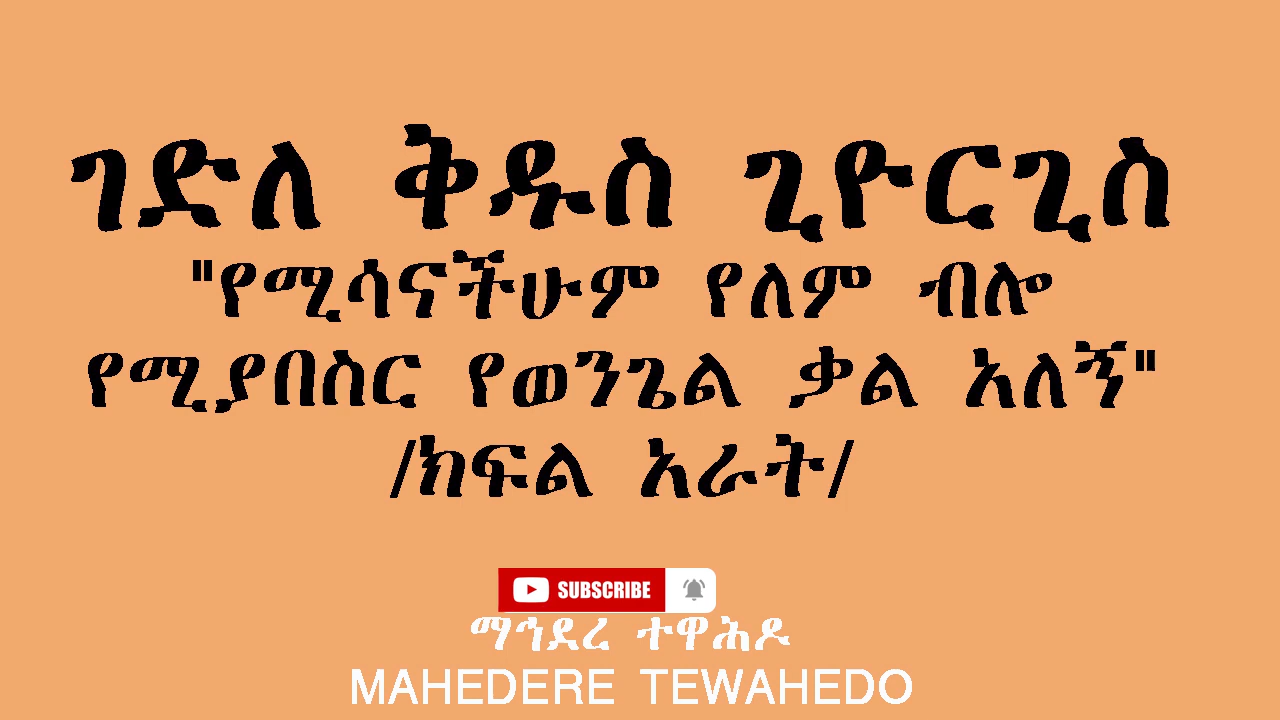 ገድለ ቅዱስ ጊዮርጊስ
"የሚሳናችሁም የለም ብሎ
የሚያበስር የወንጌል ቃል አለኝ"
/ክፍል አራት/
SUBSCRIBE
ማኅደረ ተዋሕዶ
MAHEDERE TEWAHEDO